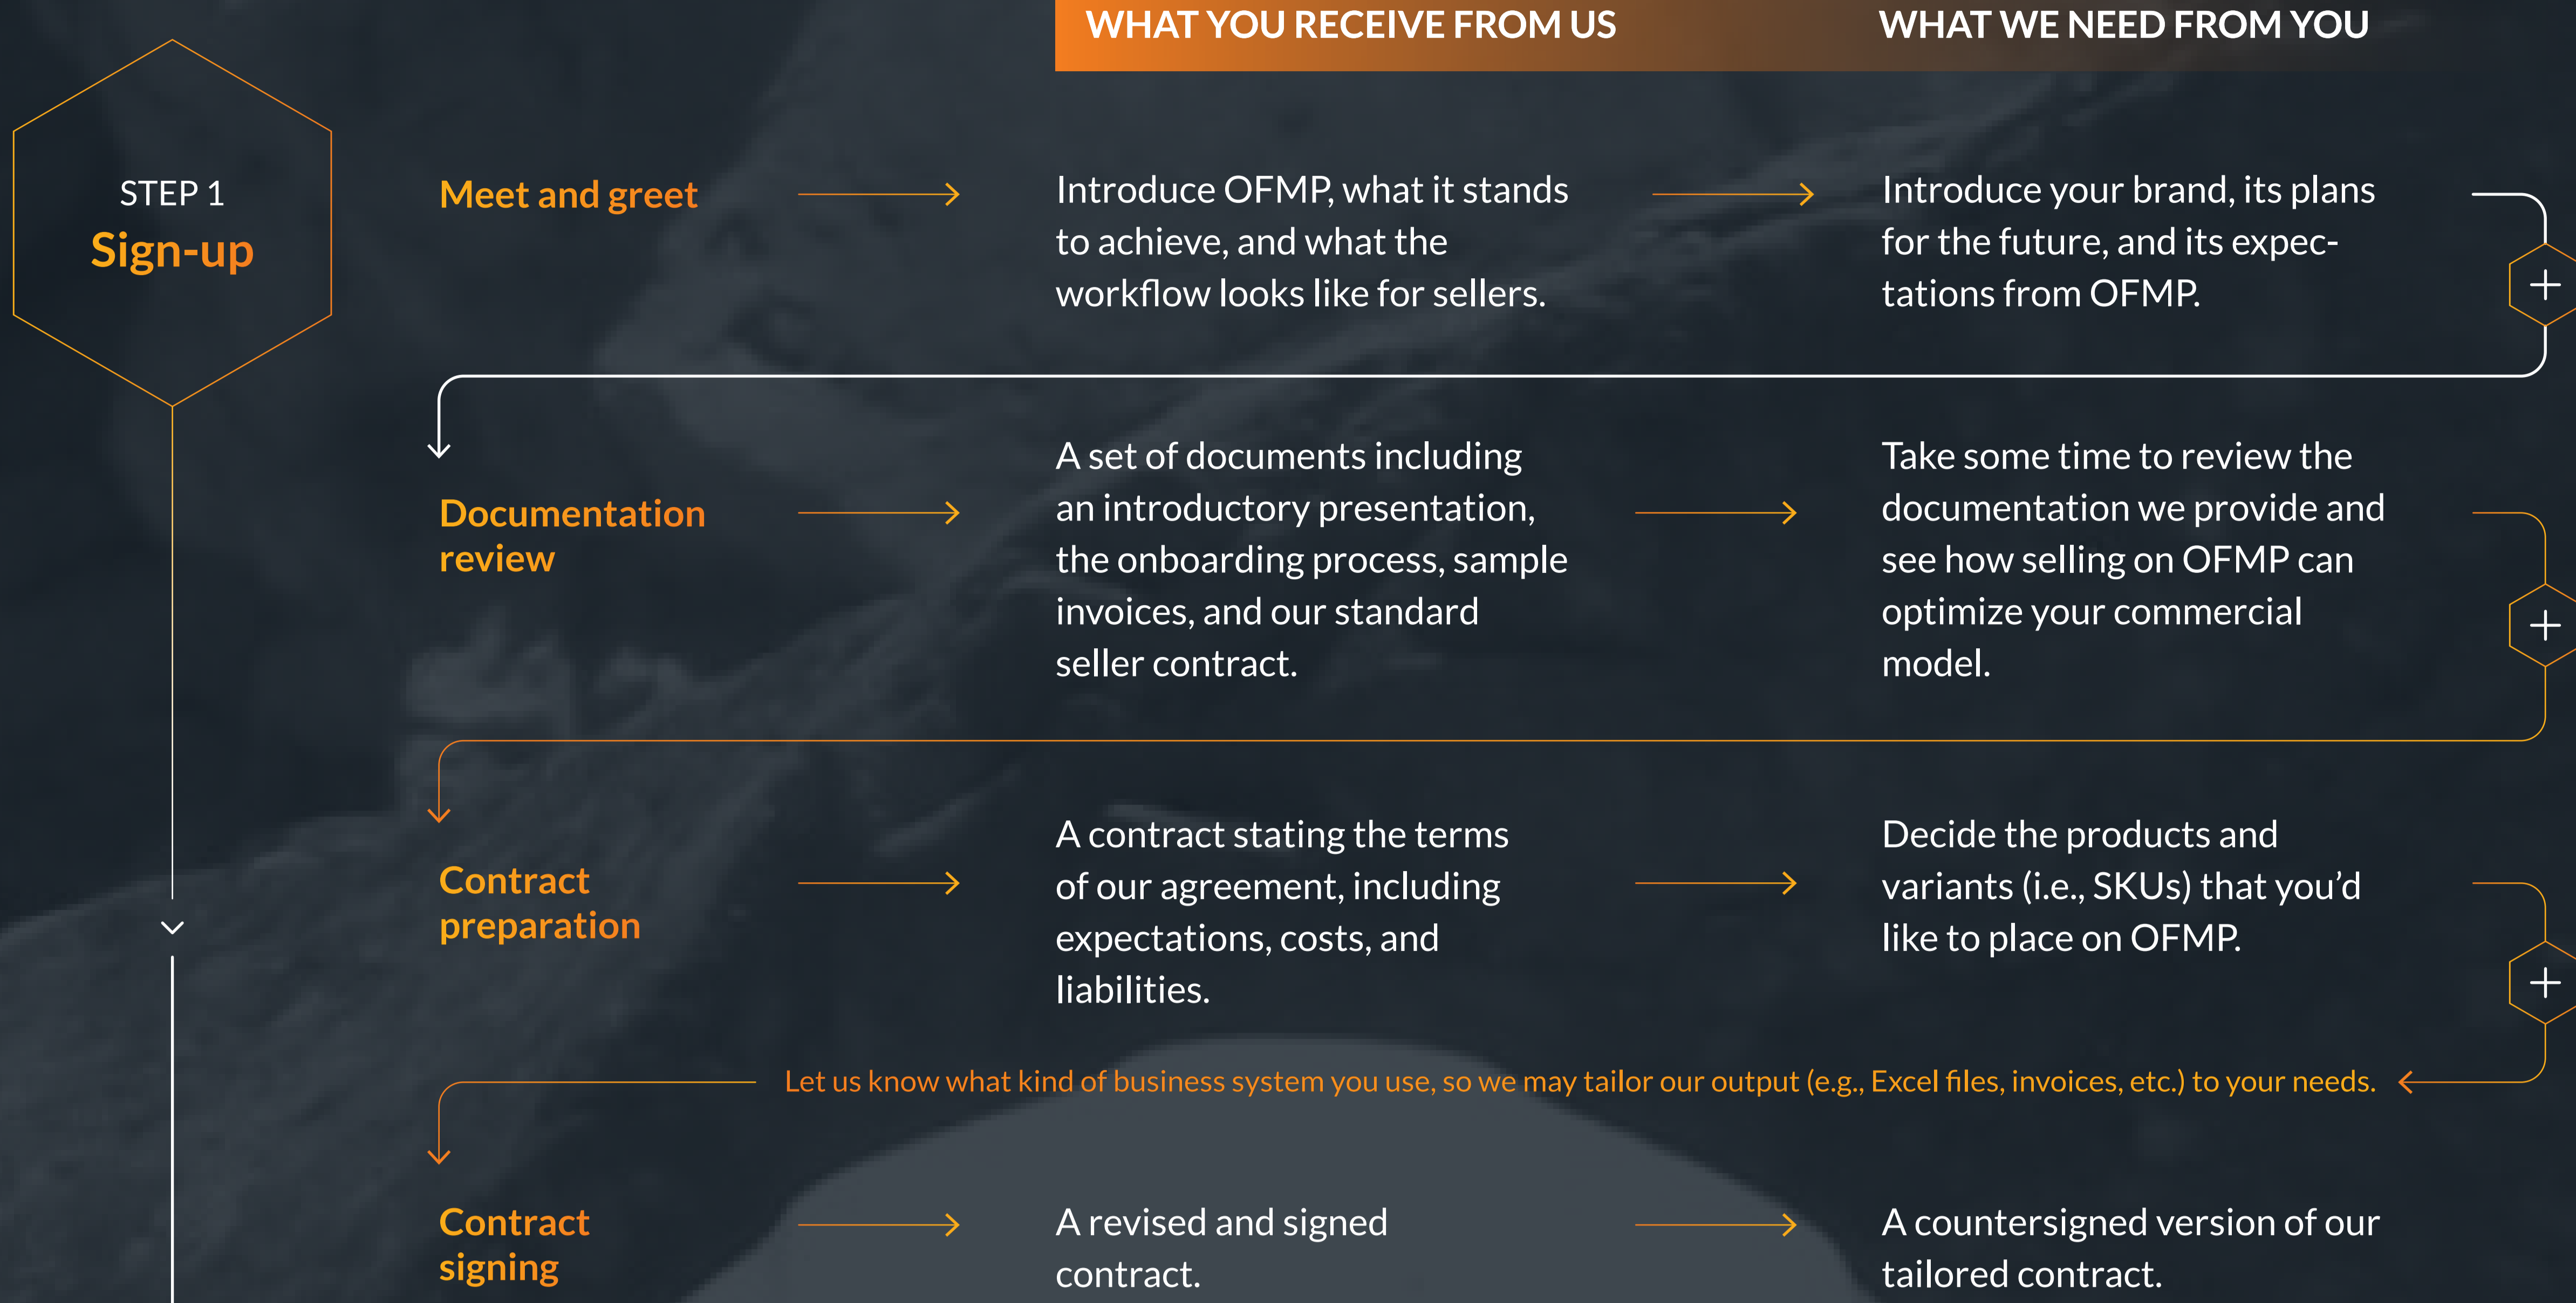 WHAT YOU RECEIVE FROM US
WHAT WE NEED FROM YOU
STEP 1
Sign-up
Meet and greet
Introduce OFMP, what it stands
to achieve, and what the
workflow looks like for sellers.
Introduce your brand, its plans
for the future, and its expec-
tations from OFMP.
Documentation
review
A set of documents including
an introductory presentation,
the onboarding process, sample
invoices, and our standard
seller contract.
Take some time to review the
documentation we provide and
see how selling on OFMP can
optimize your commercial
model.
Contract
preparation
A contract stating the terms
of our agreement, including
expectations, costs, and
liabilities.
Decide the products and
variants (i.e., SKUs) that you’d
like to place on OFMP.
Let us know what kind of business system you use, so we may tailor our output (e.g., Excel files, invoices, etc.) to your needs.
Contract
signing
A revised and signed
contract.
A countersigned version of our
tailored contract.